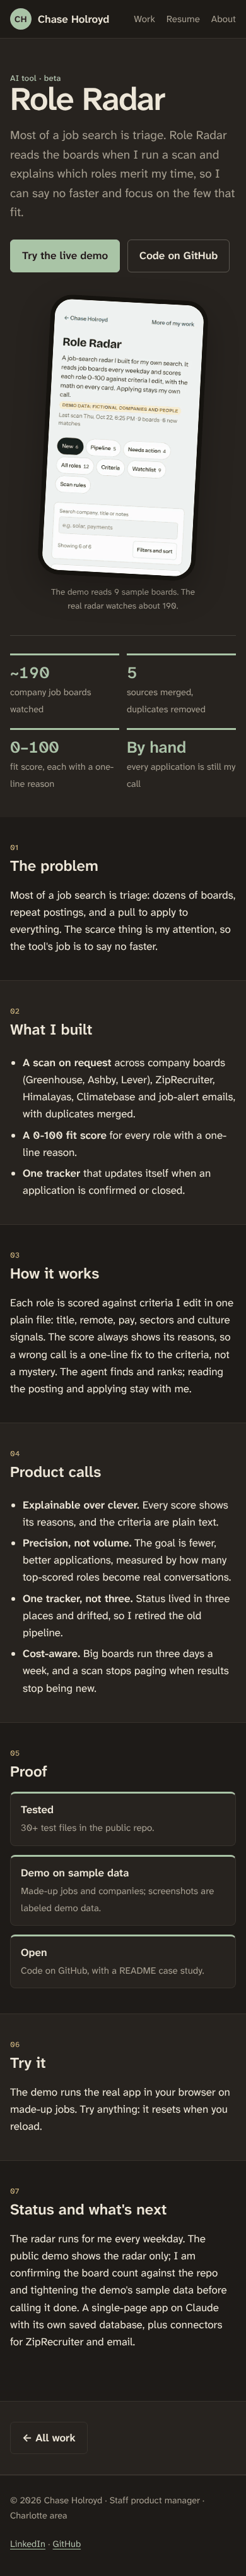 CH Chase Holroyd Work Resume About
AI tool · beta
Role Radar
Most of a job search is triage. Role Radar
reads the boards when I run a scan and
explains which roles merit my time, so I
can say no faster and focus on the few that
fit.
Try the live demo Code on GitHub
← Chase Holroyd More of my work
Role Radar
A job-search radar I built for my own search. It
reads job boards every weekday and scores
each role 0–100 against criteria I edit, with the
math on every card. Applying stays my own
call.
DEMO DATA: FICTIONAL COMPANIES AND PEOPLE
Last scan Thu, Oct 22, 6:25 PM · 9 boards · 8 new
matches
New 6 Pipeline 5 Needs action 4
All roles 12 Criteria Watchlist 9
Scan rules
Search company, title or notes
e.g. solar, payments
Showing 6 of 6 Filters and sort
The demo reads 9 sample boards. The
real radar watches about 190.
~190
company job boards
watched
5
sources merged,
duplicates removed
0–100
fit score, each with a one-
line reason
By hand
every application is still my
call
01
The problem
Most of a job search is triage: dozens of boards,
repeat postings, and a pull to apply to
everything. The scarce thing is my attention, so
the tool's job is to say no faster.
02
What I built
• A scan on request across company boards
(Greenhouse, Ashby, Lever), ZipRecruiter,
Himalayas, Climatebase and job-alert emails,
with duplicates merged.
• A 0-100 fit score for every role with a one-
line reason.
• One tracker that updates itself when an
application is confirmed or closed.
03
How it works
Each role is scored against criteria I edit in one
plain file: title, remote, pay, sectors and culture
signals. The score always shows its reasons, so
a wrong call is a one-line fix to the criteria, not
a mystery. The agent finds and ranks; reading
the posting and applying stay with me.
04
Product calls
• Explainable over clever. Every score shows
its reasons, and the criteria are plain text.
• Precision, not volume. The goal is fewer,
better applications, measured by how many
top-scored roles become real conversations.
• One tracker, not three. Status lived in three
places and drifted, so I retired the old
pipeline.
• Cost-aware. Big boards run three days a
week, and a scan stops paging when results
stop being new.
05
Proof
Tested
30+ test files in the public repo.
Demo on sample data
Made-up jobs and companies; screenshots are
labeled demo data.
Open
Code on GitHub, with a README case study.
06
Try it
The demo runs the real app in your browser on
made-up jobs. Try anything: it resets when you
reload.
07
Status and what's next
The radar runs for me every weekday. The
public demo shows the radar only; I am
confirming the board count against the repo
and tightening the demo's sample data before
calling it done. A single-page app on Claude
with its own saved database, plus connectors
for ZipRecruiter and email.
← All work
© 2026 Chase Holroyd · Staff product manager ·
Charlotte area
LinkedIn · GitHub